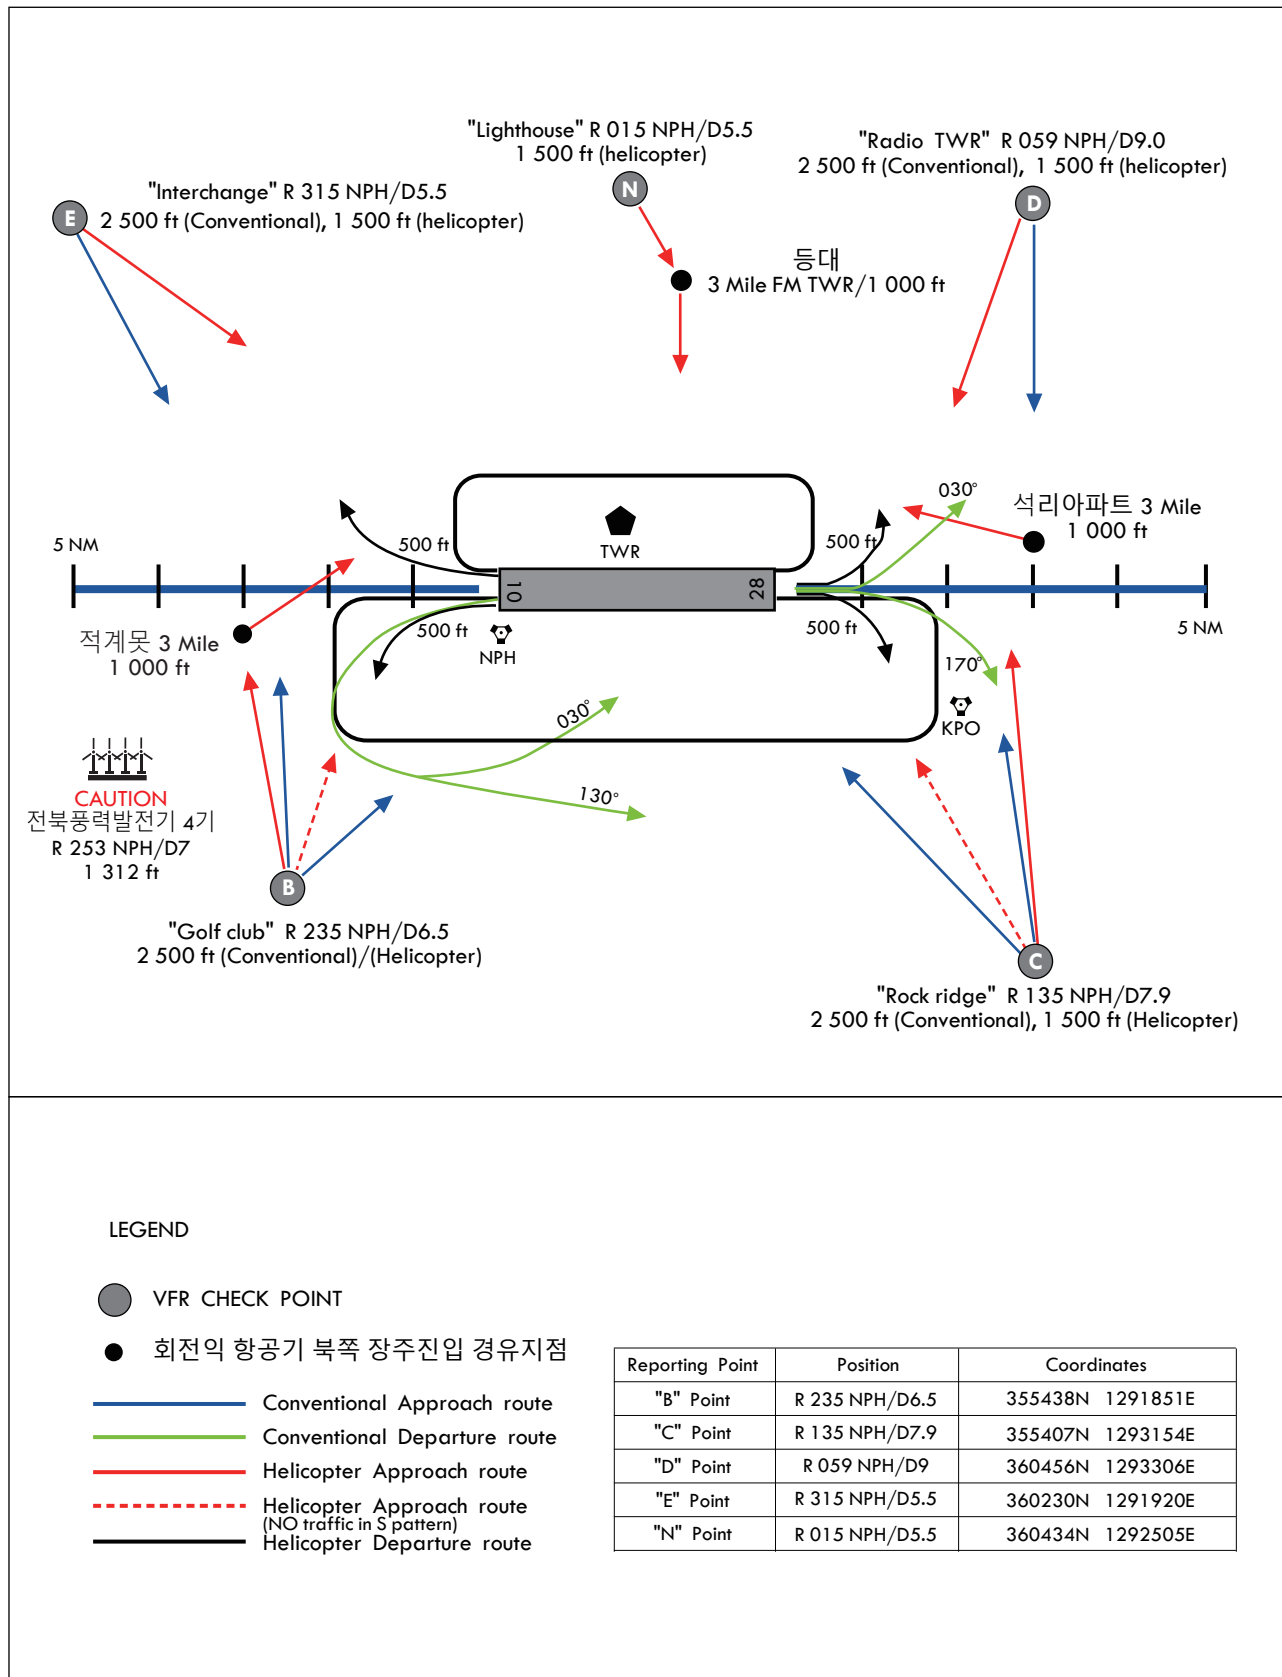 "Lighthouse" R 015 NPH/D5.5
1 500 ft (helicopter)
"Radio TWR" R 059 NPH/D9.0
2 500 ft (Conventional), 1 500 ft (helicopter)
"Interchange" R 315 NPH/D5.5
2 500 ft (Conventional), 1 500 ft (helicopter)
E
N
D
등대
3 Mile FM TWR/1 000 ft
030°
석리아파트 3 Mile
1 000 ft
5 NM
500 ft
TWR
500 ft
10
28
500 ft
NPH
500 ft
5 NM
적계못 3 Mile
1 000 ft
170°
KPO
030°
130°
CAUTION
전북풍력발전기 4기
R 253 NPH/D7
1 312 ft
B
"Golf club" R 235 NPH/D6.5
2 500 ft (Conventional)/(Helicopter)
C
"Rock ridge" R 135 NPH/D7.9
2 500 ft (Conventional), 1 500 ft (Helicopter)
LEGEND
VFR CHECK POINT
회전익 항공기 북쪽 장주진입 경유지점
Conventional Approach route
Conventional Departure route
Helicopter Approach route
Helicopter Approach route
(NO traffic in S pattern)
Helicopter Departure route
Reporting Point Position Coordinates
"B" Point R 235 NPH/D6.5 355438N 1291851E
"C" Point R 135 NPH/D7.9 355407N 1293154E
"D" Point R 059 NPH/D9 360456N 1293306E
"E" Point R 315 NPH/D5.5 360230N 1291920E
"N" Point R 015 NPH/D5.5 360434N 1292505E